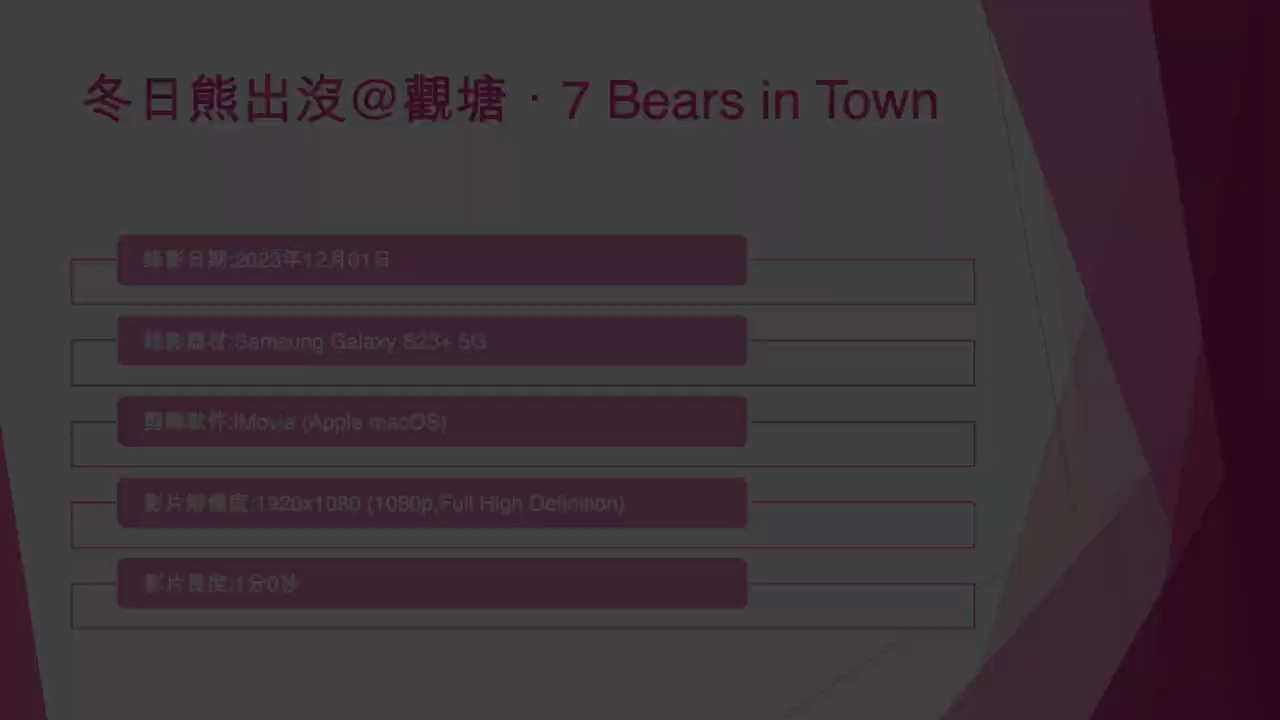 冬日熊出沒@觀塘 · 7 Bears in Town
錄影日期:2023年12月01日
錄影器材:Samsung Galaxy S23+ 5G
剪輯軟件:iMovie (Apple macOS)
影片解像度:1920x1080 (1080p,Full High Definition)
影片長度:1分0秒